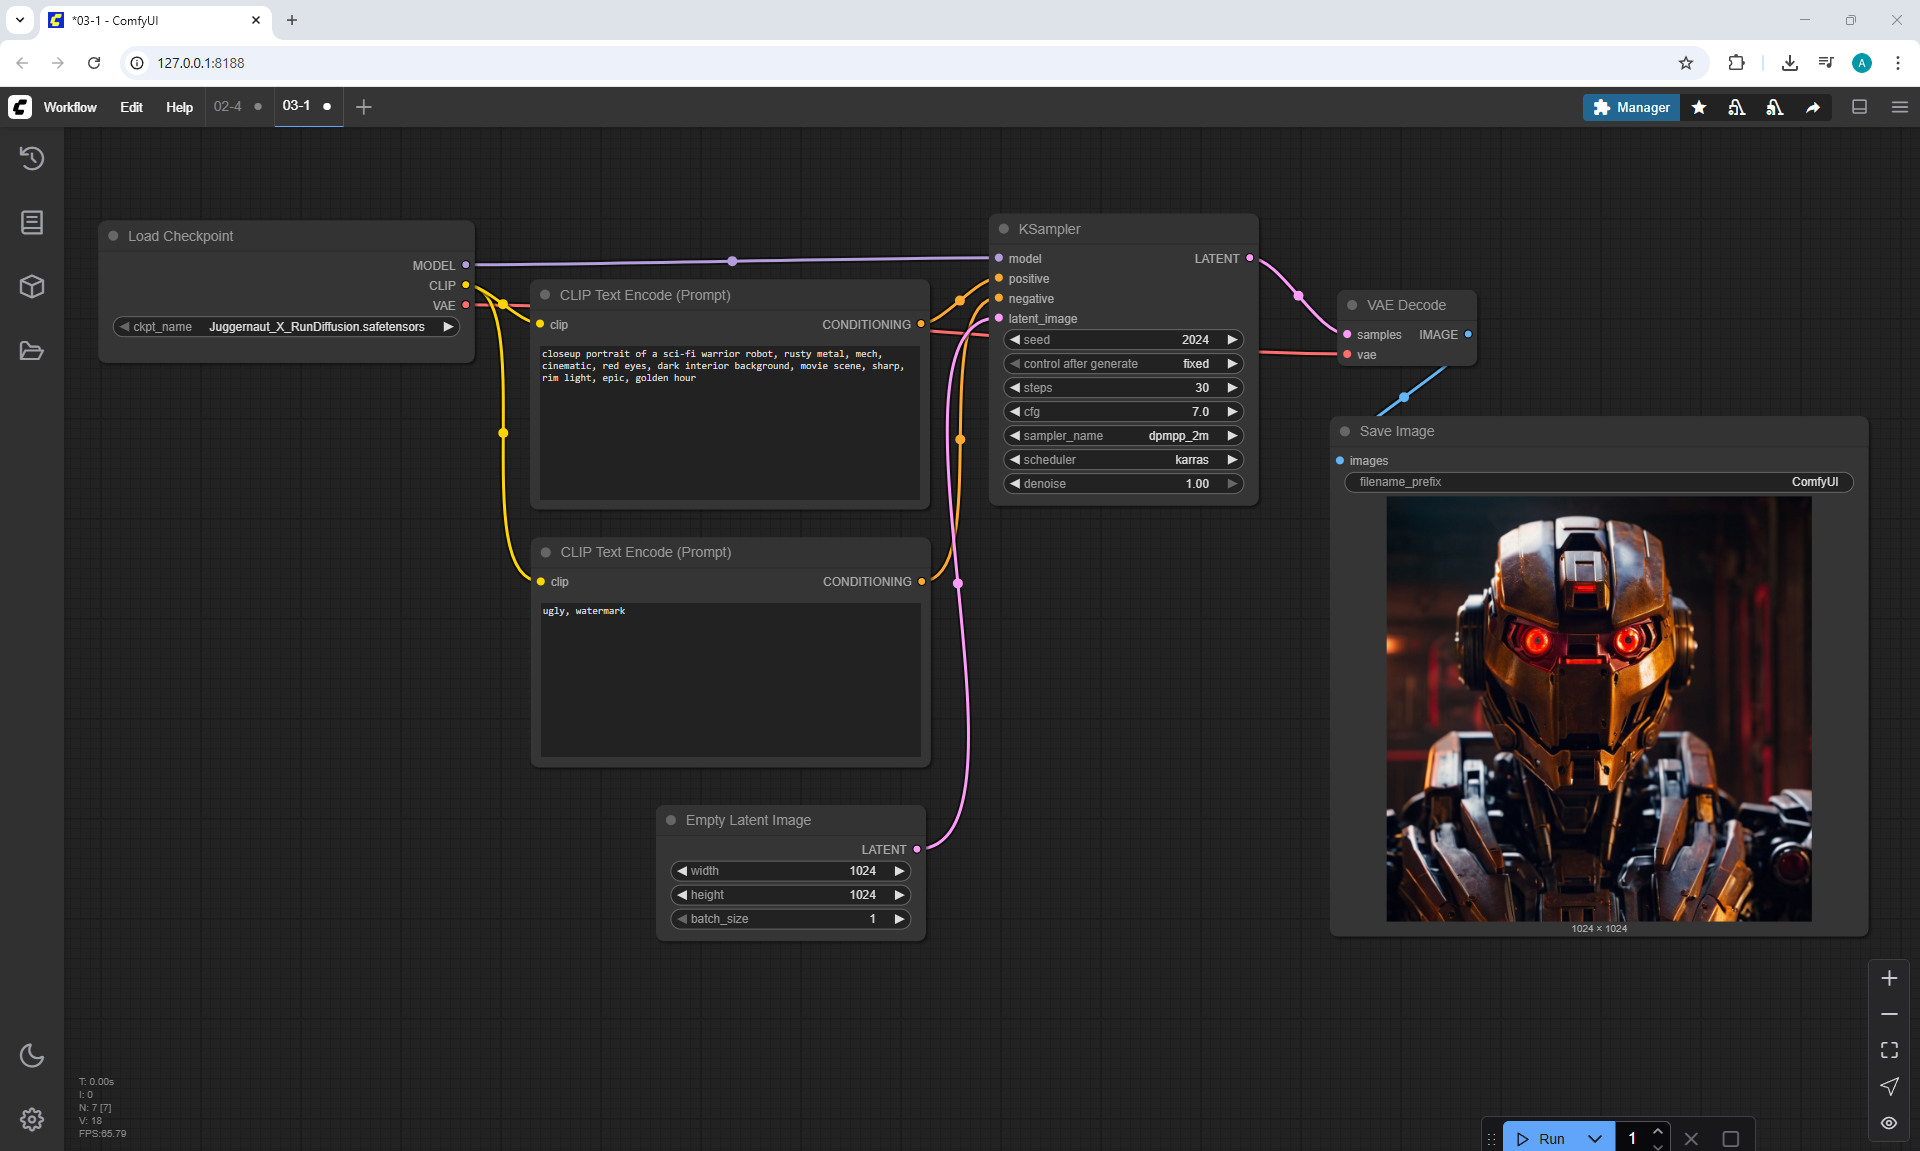 *03-1 - ComfyUI
127.0.0.1:8188
A
Workflow Edit Help 02-4 03-1
Manager
Load Checkpoint
MODEL
CLIP
VAE
ckpt_name Juggernaut_X_RunDiffusion.safetensors
CLIP Text Encode (Prompt)
clip CONDITIONING
closeup portrait of a sci-fi warrior robot, rusty metal, mech,
cinematic, red eyes, dark interior background, movie scene, sharp,
rim light, epic, golden hour
CLIP Text Encode (Prompt)
clip CONDITIONING
ugly, watermark
Empty Latent Image
LATENT
width 1024
height 1024
batch_size 1
KSampler
model LATENT
positive
negative
latent_image
seed 2024
control after generate fixed
steps 30
cfg 7.0
sampler_name dpmpp_2m
scheduler karras
denoise 1.00
VAE Decode
samples IMAGE
vae
Save Image
images
filename_prefix ComfyUI
1024 × 1024
T: 0.00s
I: 0
N: 7 [7]
V: 18
FPS:65.79
Run 1